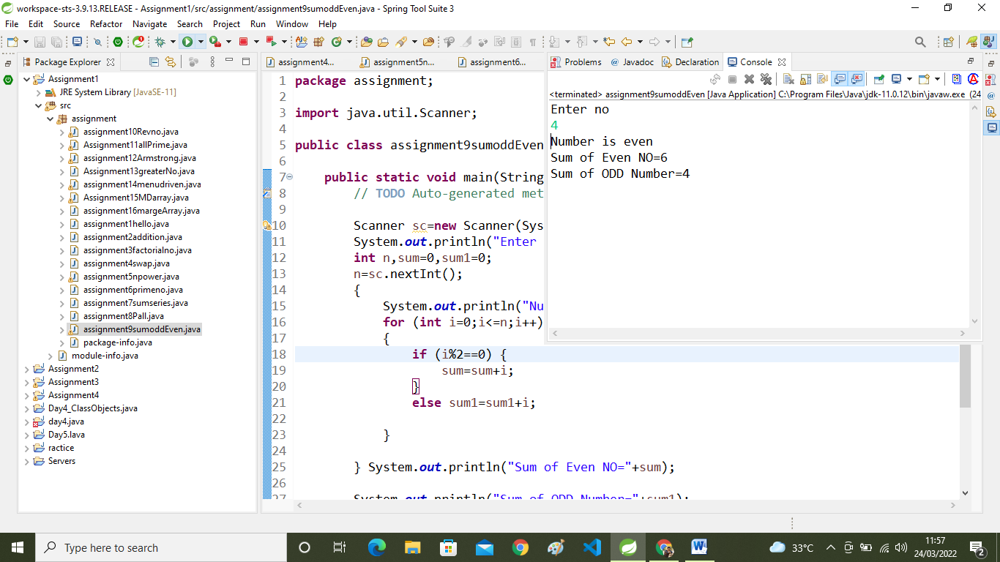 workspace-sts-3.9.13.RELEASE - Assignment1/src/assignment/assignment9sumoddEven.java - Spring Tool Suite 3
File Edit Source Refactor Navigate Search Project Run Window Help
Package Explorer
Assignment1
JRE System Library [JavaSE-11]
src
assignment
assignment10Revno.java
Assignment11allPrime.java
assignment12Armstrong.java
Assignment13greaterNo.java
assignment14menudriven.java
Assignment15MDarray.java
assignment16margeArray.java
assignment1hello.java
assignment2addition.java
assignment3factorialno.java
assignment4swap.java
assignment5npower.java
assignment6primeno.java
assignment7sumseries.java
assignment8Pall.java
assignment9sumoddEven.java
package-info.java
module-info.java
Assignment2
Assignment3
Assignment4
Day4_ClassObjects.java
day4.java
Day5.lava
ractice
Servers
assignment4... assignment5n... assignment6...
1 package assignment;
2
3 import java.util.Scanner;
4
5 public class assignment9sumoddEven
6
7 public static void main(String
8 // TODO Auto-generated met
9
10 Scanner sc=new Scanner(Sys
11 System.out.println("Enter
12 int n,sum=0,sum1=0;
13 n=sc.nextInt();
14 {
15 System.out.println("Nu
16 for (int i=0;i<=n;i++)
17 {
18 if (i%2==0) {
19 sum=sum+i;
20 }
21 else sum1=sum1+i;
22
23 }
24
25 } System.out.println("Sum of Even NO="+sum);
26
27 System.out.println("Sum of ODD Number="+sum1);
Problems @ Javadoc Declaration Console
<terminated> assignment9sumoddEven [Java Application] C:\Program Files\Java\jdk-11.0.12\bin\javaw.exe (24
Enter no
4
Number is even
Sum of Even NO=6
Sum of ODD Number=4
Type here to search
33°C
11:57
24/03/2022
2